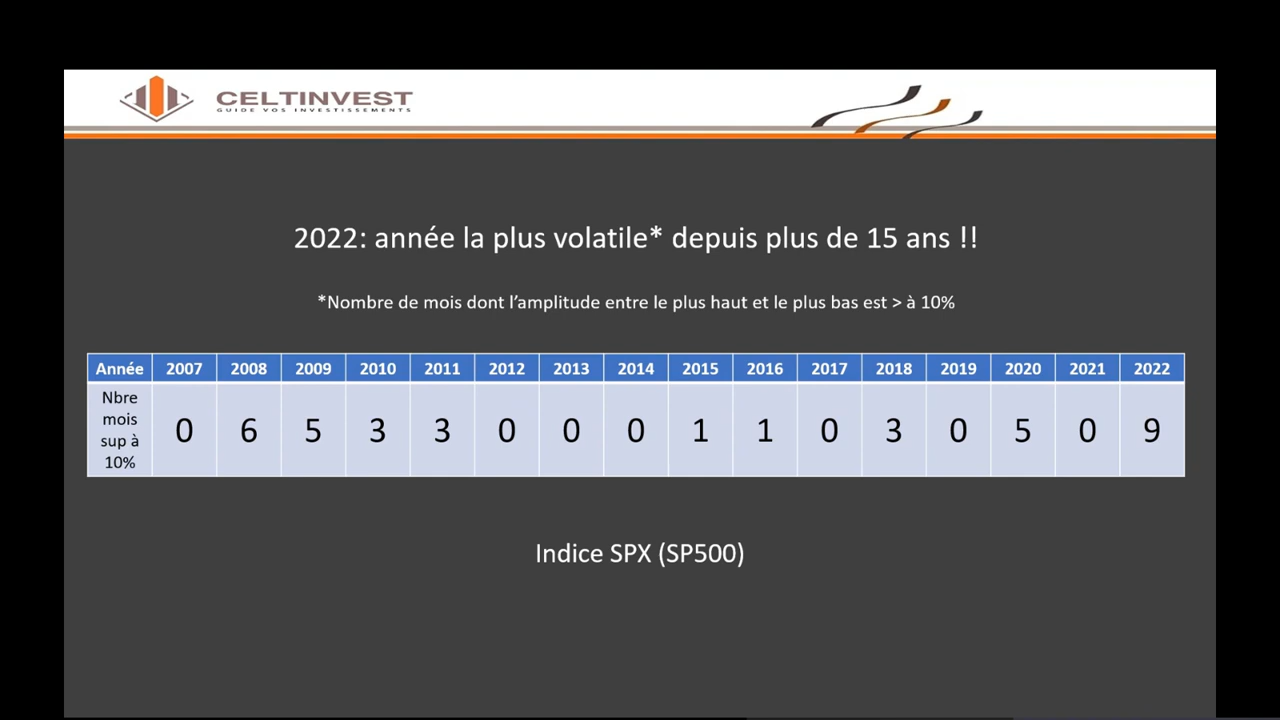 CELTINVEST
GUIDE VOS INVESTISSEMENTS
2022: année la plus volatile* depuis plus de 15 ans !!
*Nombre de mois dont l’amplitude entre le plus haut et le plus bas est > à 10%
Année 2007 2008 2009 2010 2011 2012 2013 2014 2015 2016 2017 2018 2019 2020 2021 2022
Nbre
mois
sup à
10%
0 6 5 3 3 0 0 0 1 1 0 3 0 5 0 9
Indice SPX (SP500)